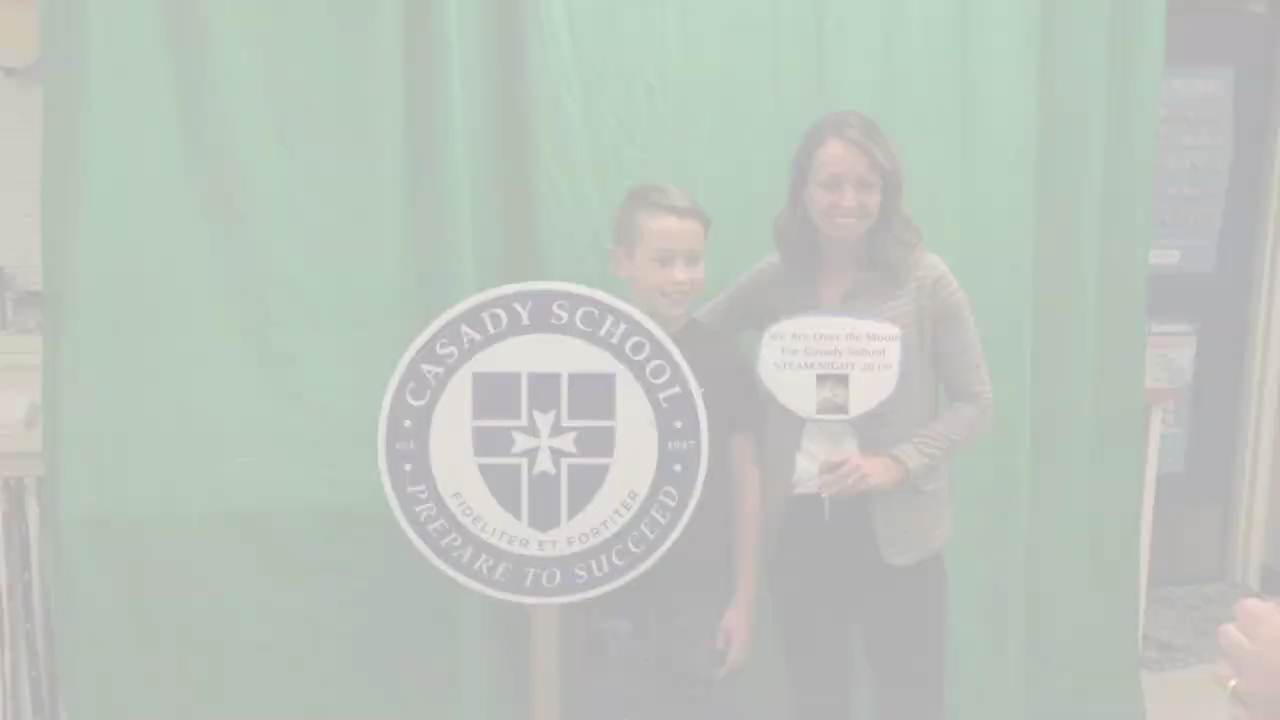 CASADY SCHOOL
EST. 1947
FIDELITER ET FORTITER
PREPARE TO SUCCEED
We Are Over the Moon
For Casady School
STEAM NIGHT 2019!